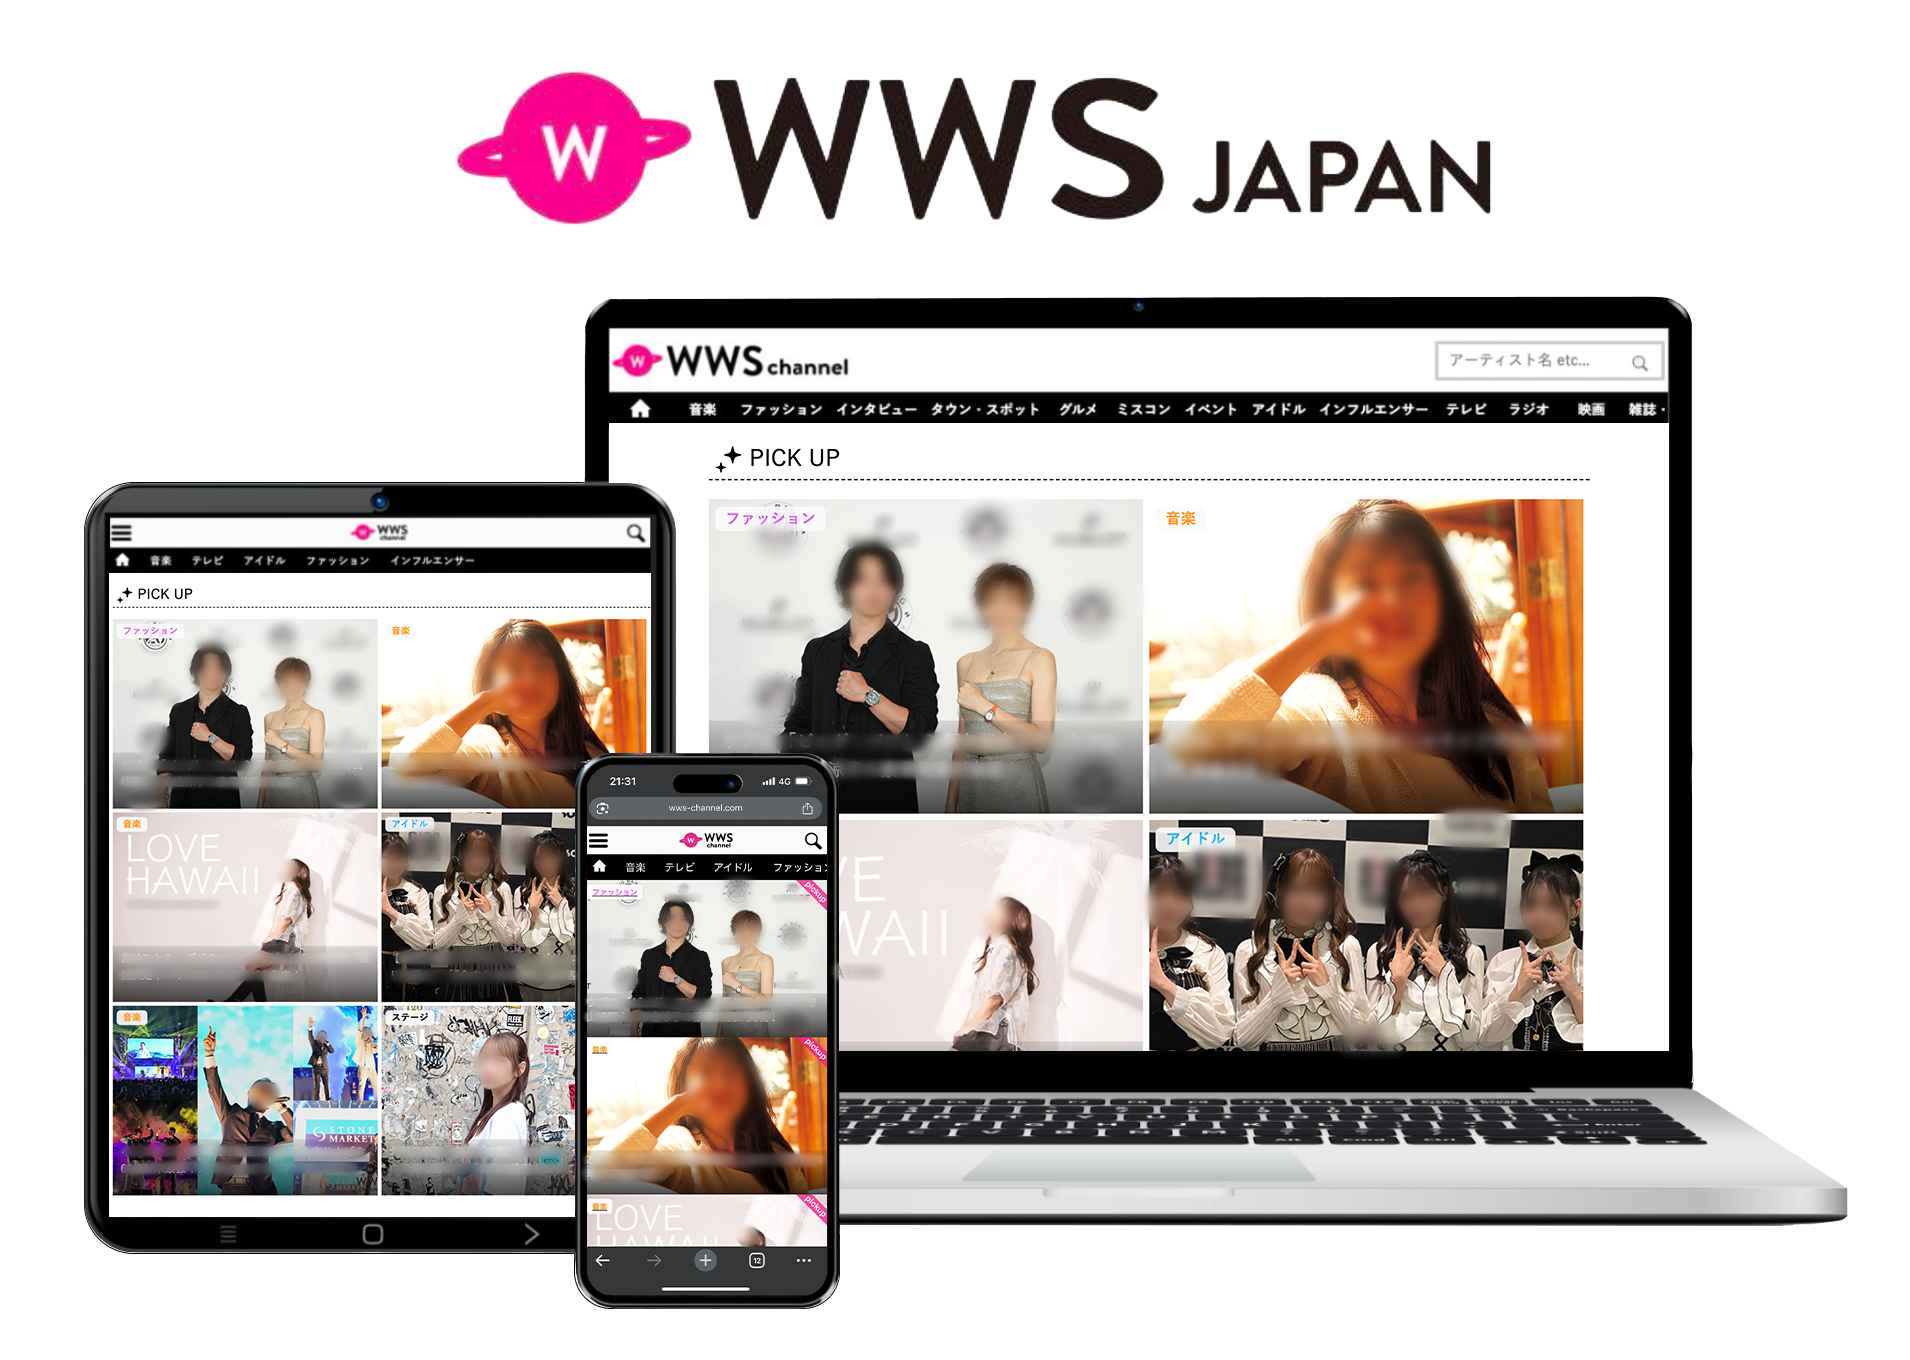 W WWS JAPAN
W WWS channel
アーティスト名 etc...
音楽 ファッション インタビュー タウン・スポット グルメ ミスコン イベント アイドル インフルエンサー テレビ ラジオ 映画 雑誌・
PICK UP
ファッション
音楽
アイドル
WWS
channel
音楽 テレビ アイドル ファッション インフルエンサー
PICK UP
ファッション
音楽
音楽
LOVE
HAWAII
アイドル
音楽
STONE
MARKET
ステージ
FLEEK
21:31
4G
wws-channel.com
W WWS
channel
音楽 テレビ アイドル ファッション
ファッション
pickup
音楽
pickup
音楽
pickup
LOVE
12
Backspace
Enter
Shift
Alt Cmd Ctrl